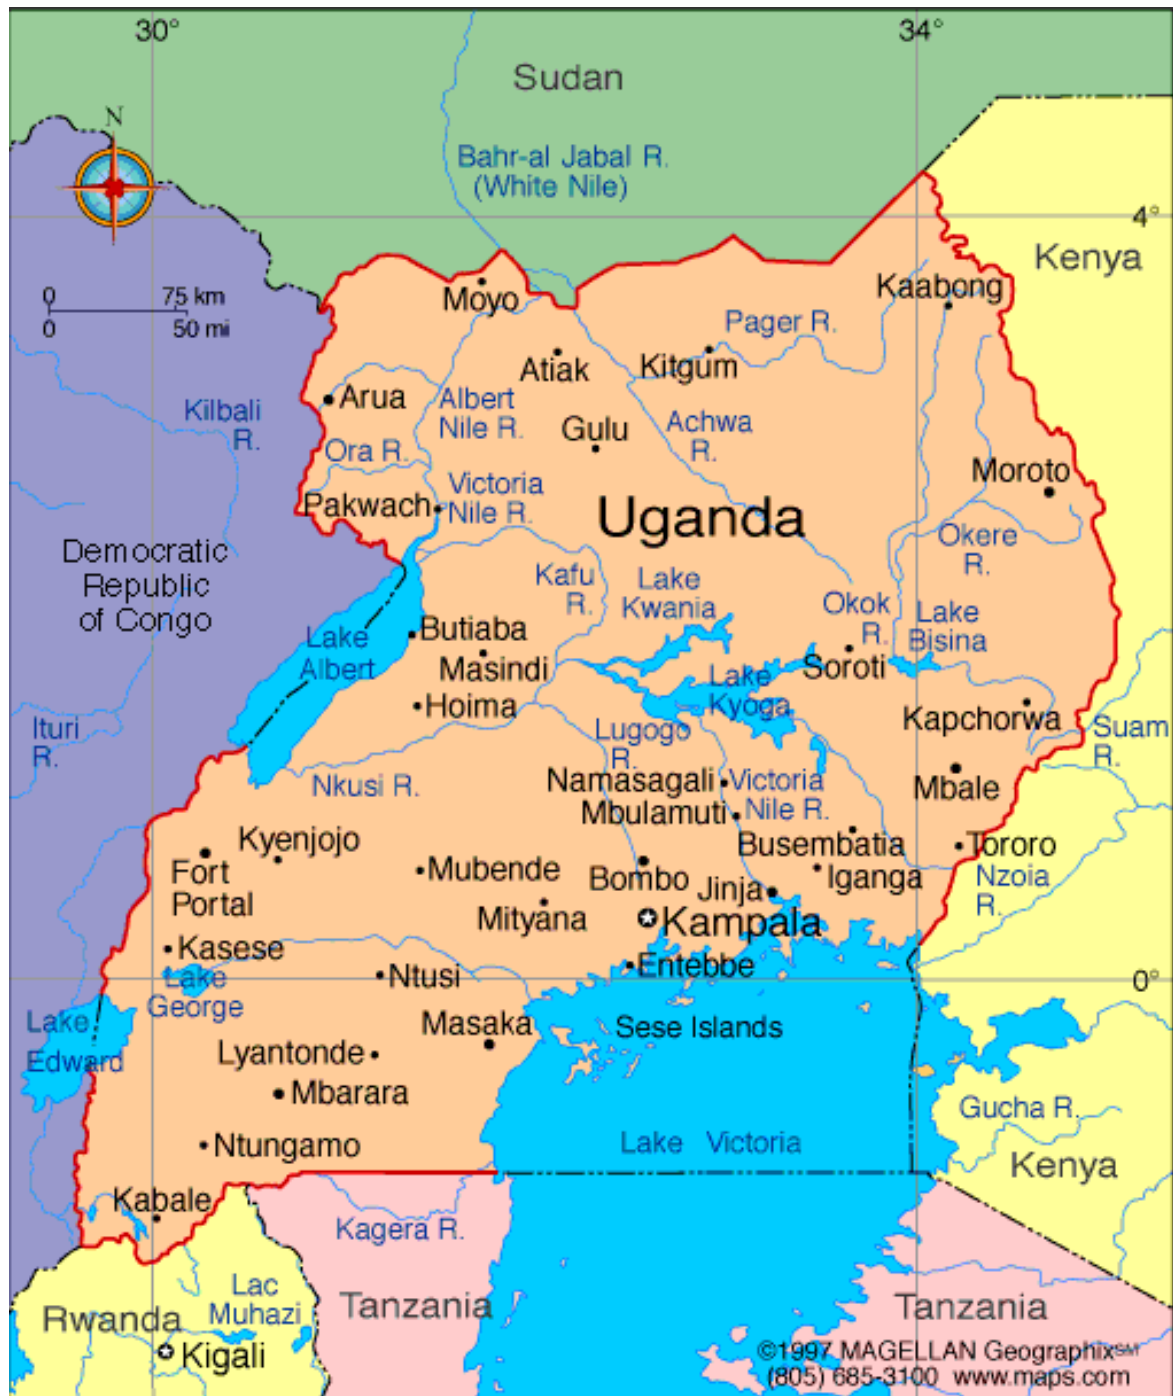 30°
34°
Sudan
N
Bahr-al Jabal R.
(White Nile)
4°
Kenya
0 75 km
0 50 mi
Moyo
Kaabong
Pager R.
Atiak
Kitgum
Arua
Albert
Nile R.
Kilbali
R.
Gulu
Achwa
R.
Ora R.
Moroto
Pakwach
Victoria
Nile R.
Uganda
Okere
R.
Democratic
Republic
of Congo
Kafu
R.
Lake
Kwania
Okok
R.
Lake
Bisina
Lake
Albert
Butiaba
Masindi
Soroti
Lake
Kyoga
Hoima
Kapchorwa
Ituri
R.
Lugogo
R.
Suam
R.
Nkusi R.
Namasagali
Victoria
Nile R.
Mbale
Mbulamuti
Kyenjojo
Busembatia
Tororo
Fort
Portal
Mubende
Bombo
Jinja
Iganga
Nzoia
R.
Mityana
Kampala
Kasese
Entebbe
Lake
George
Ntusi
0°
Lake
Edward
Masaka
Sese Islands
Lyantonde
Mbarara
Gucha R.
Ntungamo
Lake Victoria
Kenya
Kabale
Kagera R.
Lac
Muhazi
Rwanda
Tanzania
Tanzania
Kigali
©1997 MAGELLAN Geographix℠
(805) 685-3100 www.maps.com